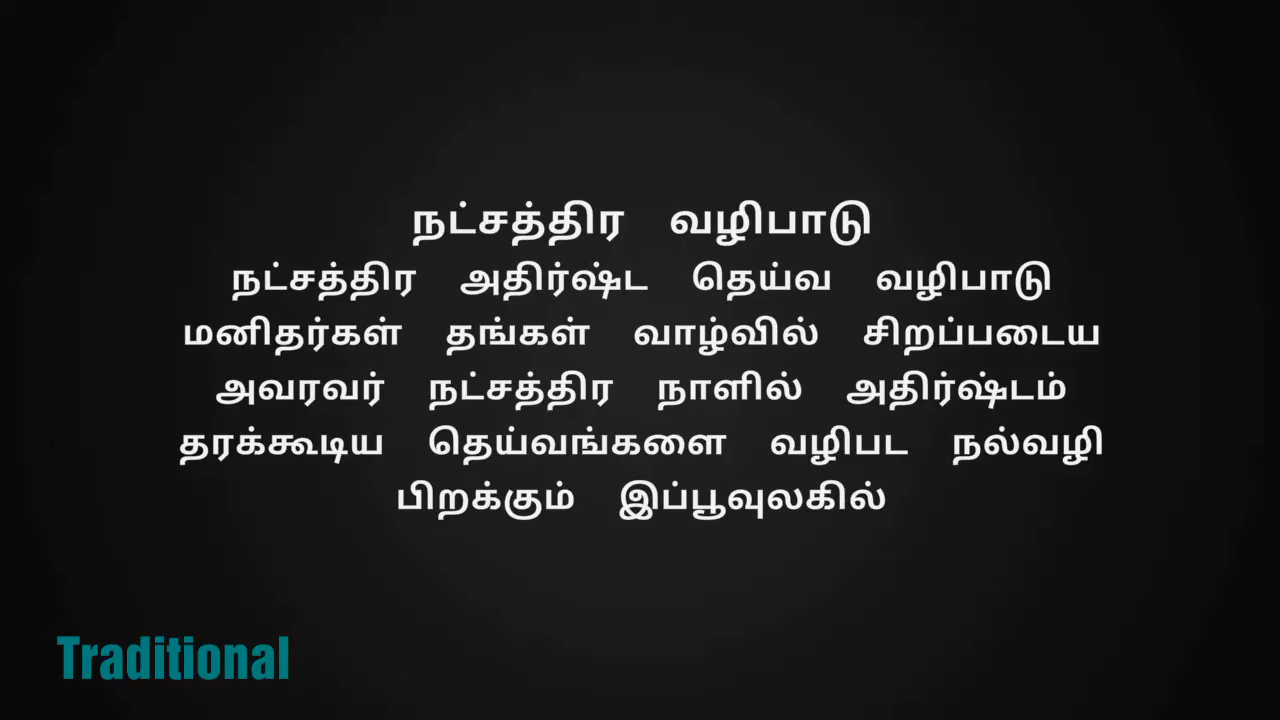 நட்சத்திர வழிபாடு
நட்சத்திர அதிர்ஷ்ட தெய்வ வழிபாடு
மனிதர்கள் தங்கள் வாழ்வில் சிறப்படைய
அவரவர் நட்சத்திர நாளில் அதிர்ஷ்டம்
தரக்கூடிய தெய்வங்களை வழிபட நல்வழி
பிறக்கும் இப்பூவுலகில்
Traditional